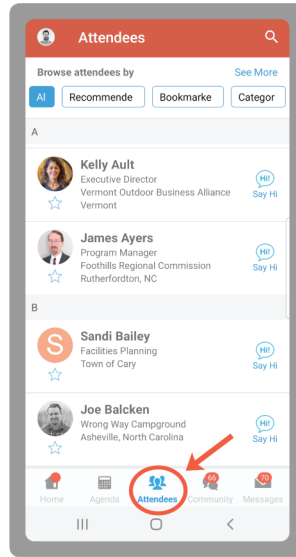 Attendees
Browse attendees by See More
Al Recommende Bookmarke Categor
A
Kelly Ault
Executive Director
Vermont Outdoor Business Alliance
Vermont
Hi!
Say Hi
James Ayers
Program Manager
Foothills Regional Commission
Rutherfordton, NC
Hi!
Say Hi
B
S
Sandi Bailey
Facilities Planning
Town of Cary
Hi!
Say Hi
Joe Balcken
Wrong Way Campground
Asheville, North Carolina
Hi!
Say Hi
66 70
Home Agenda Attendees Community Messages